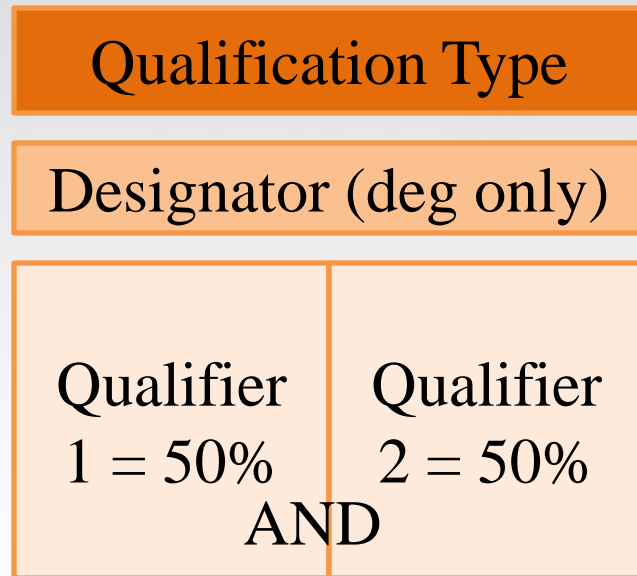 Qualification Type
Designator (deg only)
Qualifier
1 = 50%
Qualifier
2 = 50%
AND